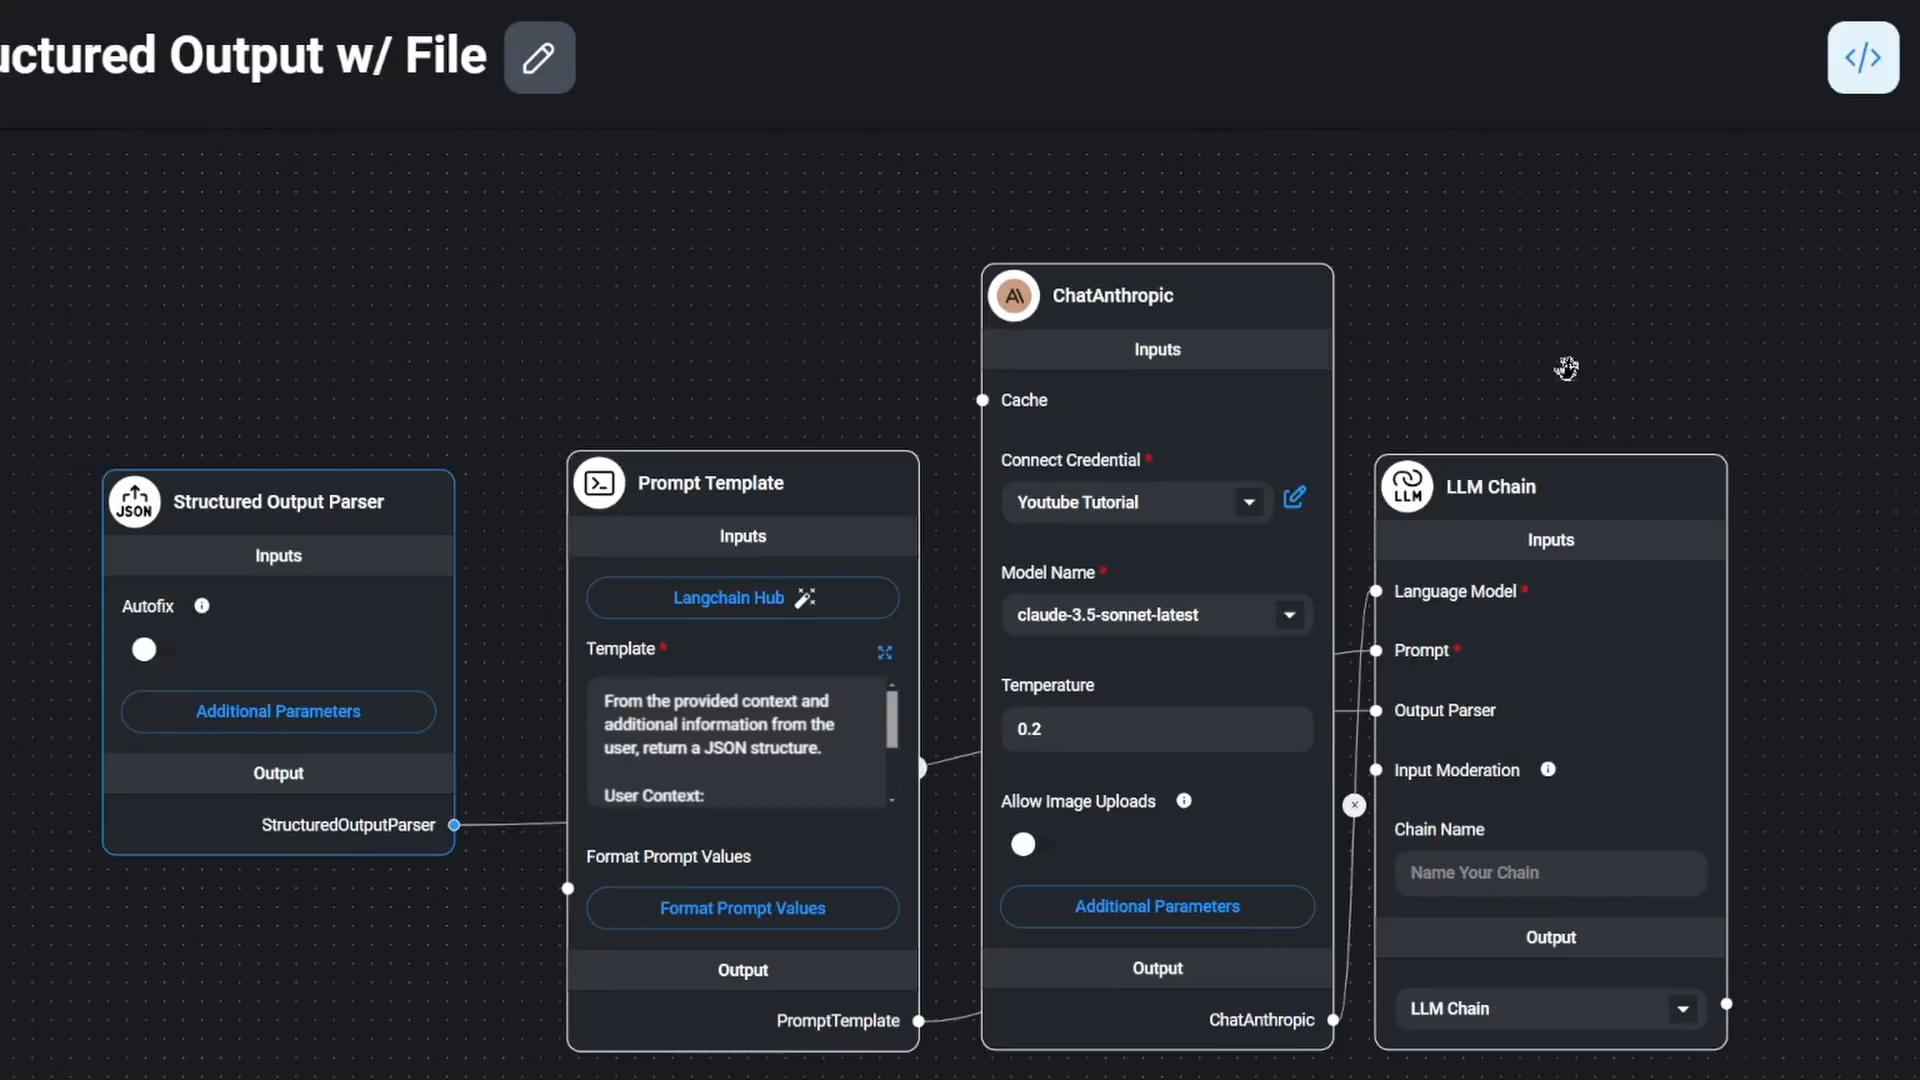 uctured Output w/ File
</>
JSON
Structured Output Parser
Inputs
Autofix
Additional Parameters
Output
StructuredOutputParser
Prompt Template
Inputs
Langchain Hub
Template *
From the provided context and
additional information from the
user, return a JSON structure.
User Context:
Format Prompt Values
Format Prompt Values
Output
PromptTemplate
ChatAnthropic
Inputs
Cache
Connect Credential *
Youtube Tutorial
Model Name *
claude-3.5-sonnet-latest
Temperature
0.2
Allow Image Uploads
Additional Parameters
Output
ChatAnthropic
LLM
LLM Chain
Inputs
Language Model *
Prompt *
Output Parser
Input Moderation
Chain Name
Name Your Chain
Output
LLM Chain